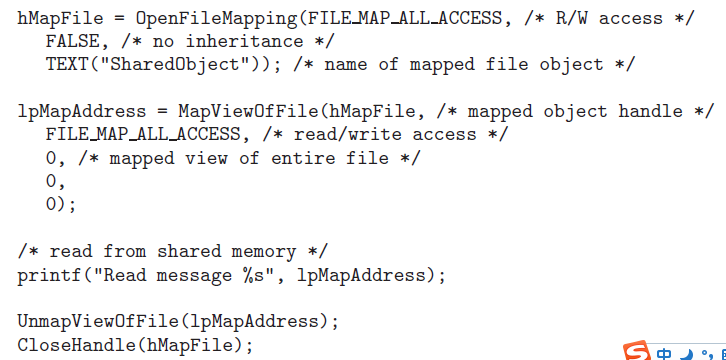 hMapFile = OpenFileMapping(FILE_MAP_ALL_ACCESS, /* R/W access */
FALSE, /* no inheritance */
TEXT("SharedObject")); /* name of mapped file object */
lpMapAddress = MapViewOfFile(hMapFile, /* mapped object handle */
FILE_MAP_ALL_ACCESS, /* read/write access */
0, /* mapped view of entire file */
0,
0);
/* read from shared memory */
printf("Read message %s", lpMapAddress);
UnmapViewOfFile(lpMapAddress);
CloseHandle(hMapFile);
S 中